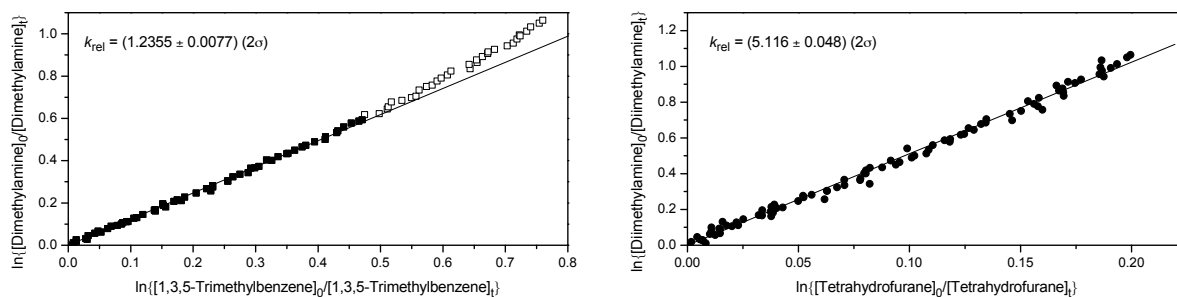 ln{[Dimethylamine]0/[Dimethylamine]t}
1.0
0.8
0.6
0.4
0.2
0.0
krel = (1.2355 ± 0.0077) (2σ)
0.0 0.1 0.2 0.3 0.4 0.5 0.6 0.7 0.8
ln{[1,3,5-Trimethylbenzene]0/[1,3,5-Trimethylbenzene]t}
ln{[Diimethylamine]0/[Diimethylamine]t}
1.2
1.0
0.8
0.6
0.4
0.2
0.0
krel = (5.116 ± 0.048) (2σ)
0.00 0.05 0.10 0.15 0.20
ln{[Tetrahydrofurane]0/[Tetrahydrofurane]t}